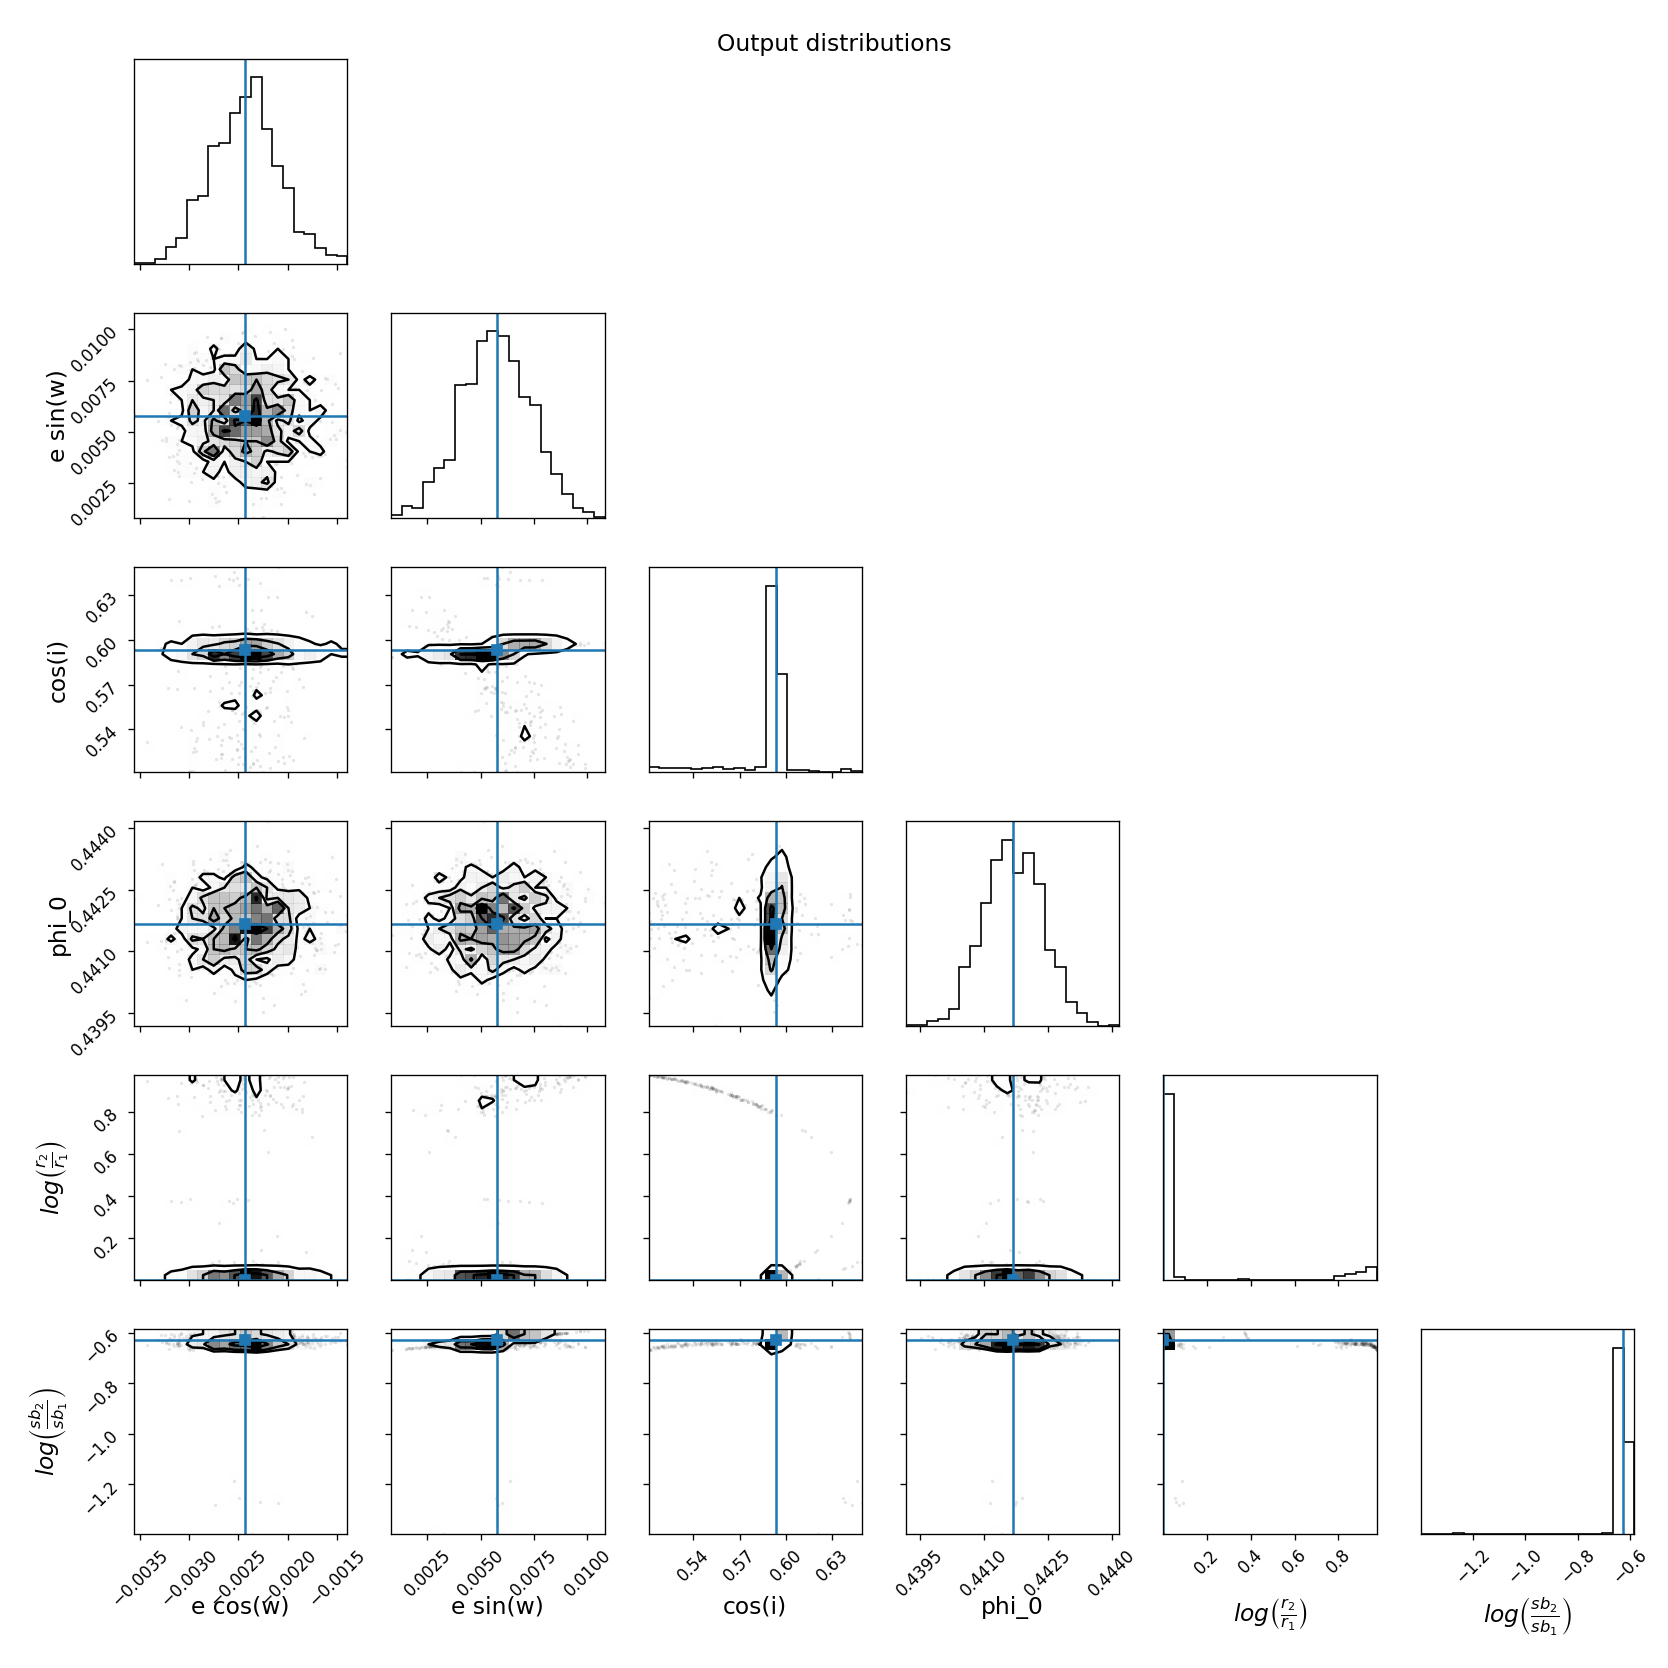 Output distributions
e sin(w)
0.0100
0.0075
0.0050
0.0025
cos(i)
0.63
0.60
0.57
0.54
phi_0
0.4440
0.4425
0.4410
0.4395
log(r₂/r₁)
0.8
0.6
0.4
0.2
log(sb₂/sb₁)
−0.6
−0.8
−1.0
−1.2
−0.0035 −0.0030 −0.0025 −0.0020 −0.0015 0.0025 0.0050 0.0075 0.0100 0.54 0.57 0.60 0.63 0.4395 0.4410 0.4425 0.4440 0.2 0.4 0.6 0.8 −1.2 −1.0 −0.8 −0.6
e cos(w) e sin(w) cos(i) phi_0 log(r₂/r₁) log(sb₂/sb₁)